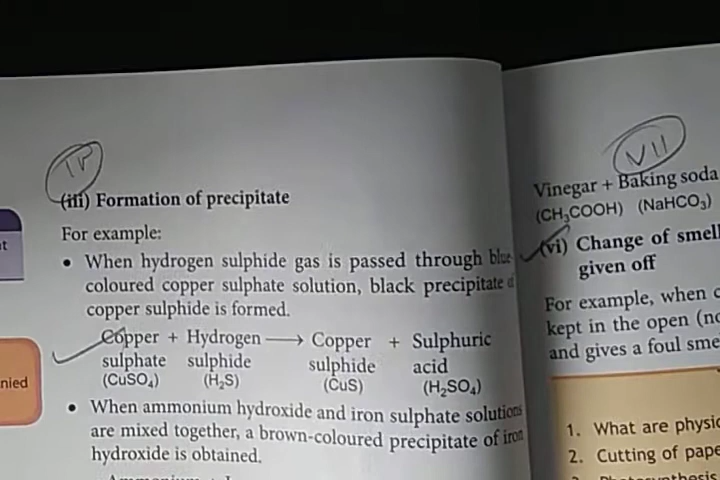 TP
(iii) Formation of precipitate
For example:
• When hydrogen sulphide gas is passed through blue-
coloured copper sulphate solution, black precipitate of
copper sulphide is formed.
Copper + Hydrogen ⟶ Copper + Sulphuric
sulphate sulphide sulphide acid
(CuSO₄) (H₂S) (CuS) (H₂SO₄)
• When ammonium hydroxide and iron sulphate solutions
are mixed together, a brown-coloured precipitate of iron
hydroxide is obtained.
nied
VII
Vinegar + Baking soda
(CH₃COOH) (NaHCO₃)
(vi) Change of smell
given off
For example, when
kept in the open
and gives a foul
1. What are
2. Cutting of